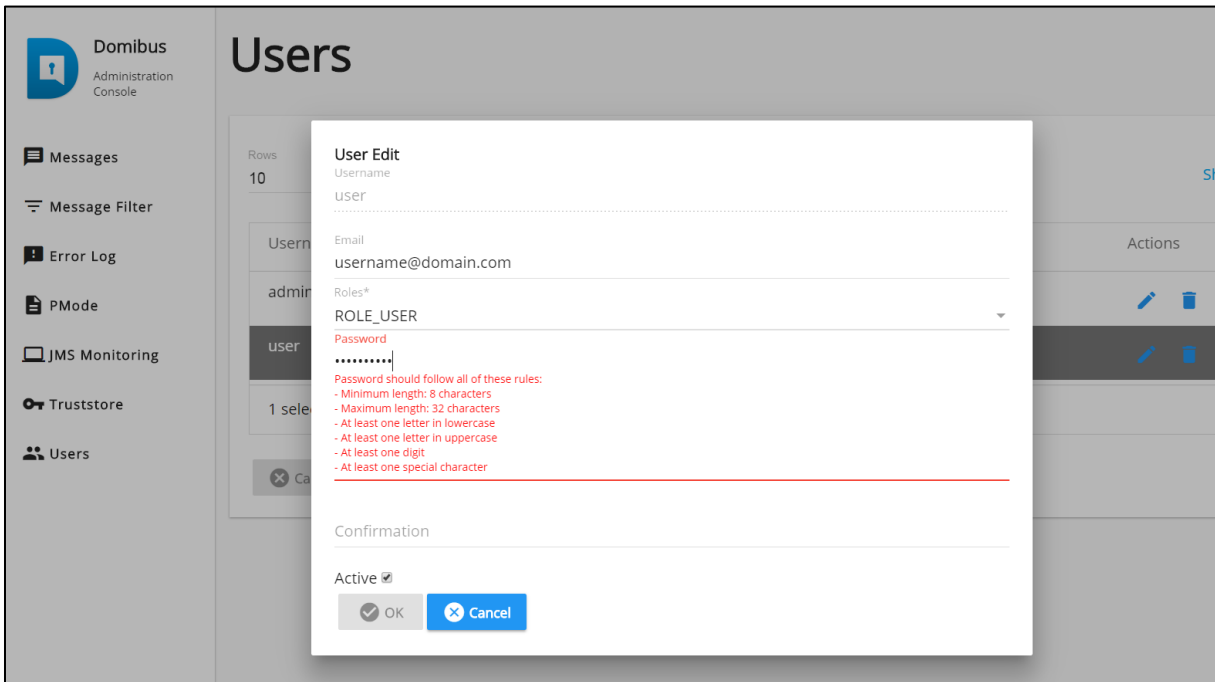 Domibus
Administration
Console
Messages
Message Filter
Error Log
PMode
JMS Monitoring
Truststore
Users
Users
Rows
10
Sh
Usern
Actions
admin
user
1 sele
Ca
User Edit
Username
user
Email
username@domain.com
Roles*
ROLE_USER
Password
••••••••••
Password should follow all of these rules:
- Minimum length: 8 characters
- Maximum length: 32 characters
- At least one letter in lowercase
- At least one letter in uppercase
- At least one digit
- At least one special character
Confirmation
Active
OK
Cancel